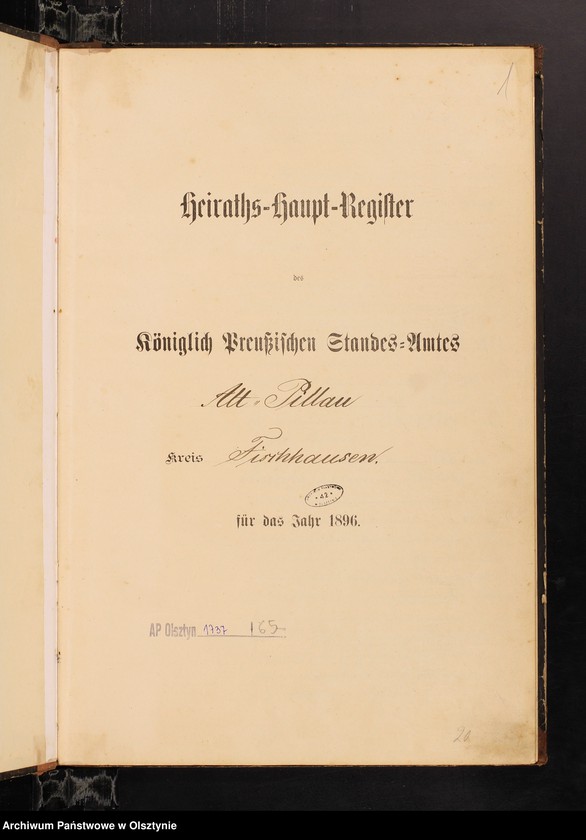 1
Heiraths-Haupt-Register
des
Königlich Preußischen Standes-Amtes
Alt-Pillau
Kreis Fischhausen.
42
für das Jahr 1896.
AP Olsztyn 1737 165
Archiwum Państwowe w Olsztynie